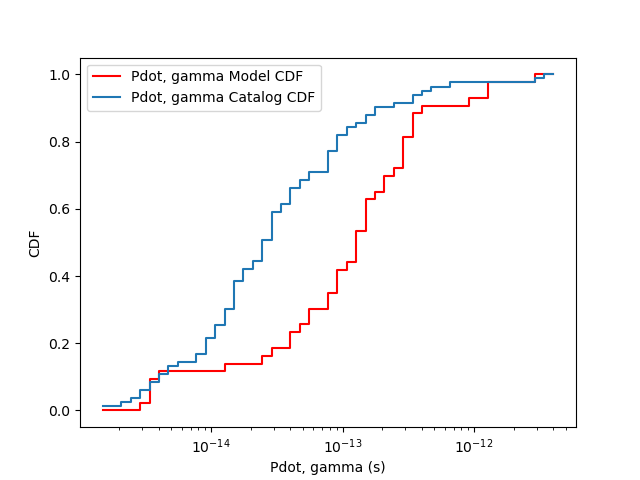 Pdot, gamma Model CDF
Pdot, gamma Catalog CDF
1.0
0.8
0.6
0.4
0.2
0.0
CDF
10⁻¹⁴ 10⁻¹³ 10⁻¹²
Pdot, gamma (s)